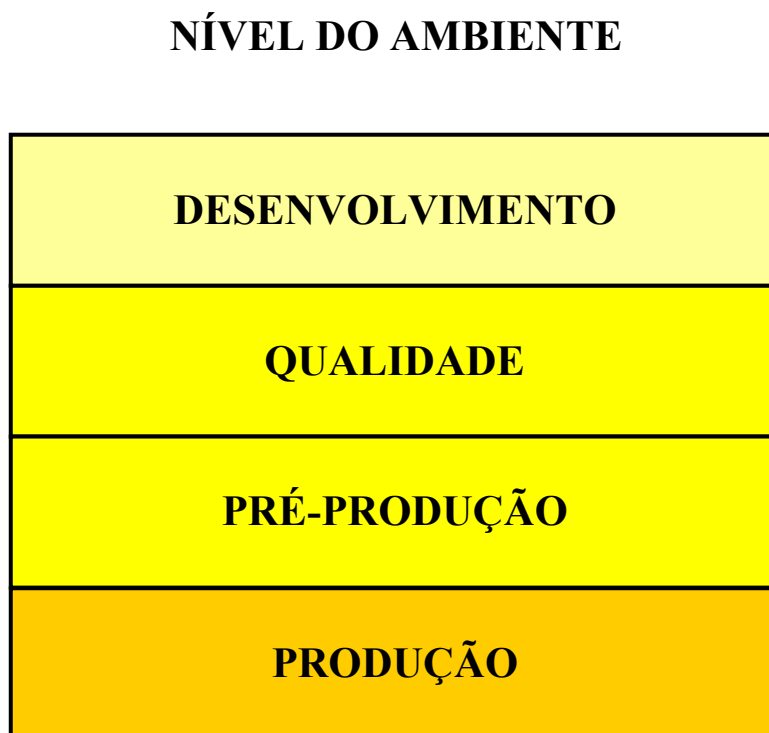 NÍVEL DO AMBIENTE
DESENVOLVIMENTO
QUALIDADE
PRÉ-PRODUÇÃO
PRODUÇÃO